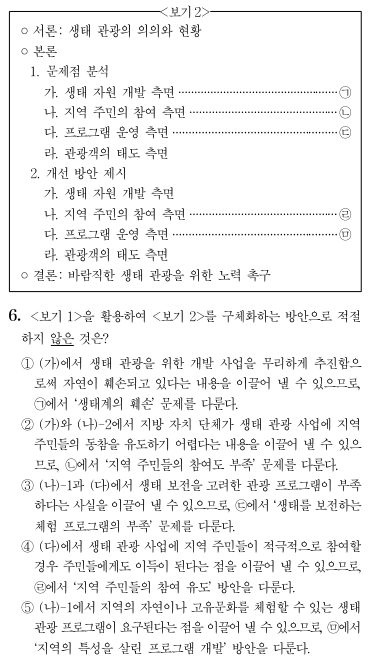 <보기 2>
○ 서론: 생태 관광의 의의와 현황
○ 본론
1. 문제점 분석
가. 생태 자원 개발 측면 ················································ ㉠
나. 지역 주민의 참여 측면 ············································ ㉡
다. 프로그램 운영 측면 ················································ ㉢
라. 관광객의 태도 측면
2. 개선 방안 제시
가. 생태 자원 개발 측면
나. 지역 주민의 참여 측면 ············································ ㉣
다. 프로그램 운영 측면 ················································ ㉤
라. 관광객의 태도 측면
○ 결론: 바람직한 생태 관광을 위한 노력 촉구
6. <보기 1>을 활용하여 <보기 2>를 구체화하는 방안으로 적절
하지 않은 것은?
① (가)에서 생태 관광을 위한 개발 사업을 무리하게 추진함으
로써 자연이 훼손되고 있다는 내용을 이끌어 낼 수 있으므로,
㉠에서 '생태계의 훼손' 문제를 다룬다.
② (가)와 (나)-2에서 지방 자치 단체가 생태 관광 사업에 지역
주민들의 동참을 유도하기 어렵다는 내용을 이끌어 낼 수 있으
므로, ㉡에서 '지역 주민들의 참여도 부족' 문제를 다룬다.
③ (나)-1과 (다)에서 생태 보전을 고려한 관광 프로그램이 부족
하다는 사실을 이끌어 낼 수 있으므로, ㉢에서 '생태를 보전하는
체험 프로그램의 부족' 문제를 다룬다.
④ (다)에서 생태 관광 사업에 지역 주민들이 적극적으로 참여할
경우 주민들에게도 이득이 된다는 점을 이끌어 낼 수 있으므로,
㉣에서 '지역 주민들의 참여 유도' 방안을 다룬다.
⑤ (나)-1에서 지역의 자연이나 고유문화를 체험할 수 있는 생태
관광 프로그램이 요구된다는 점을 이끌어 낼 수 있으므로, ㉤에서
'지역의 특성을 살린 프로그램 개발' 방안을 다룬다.